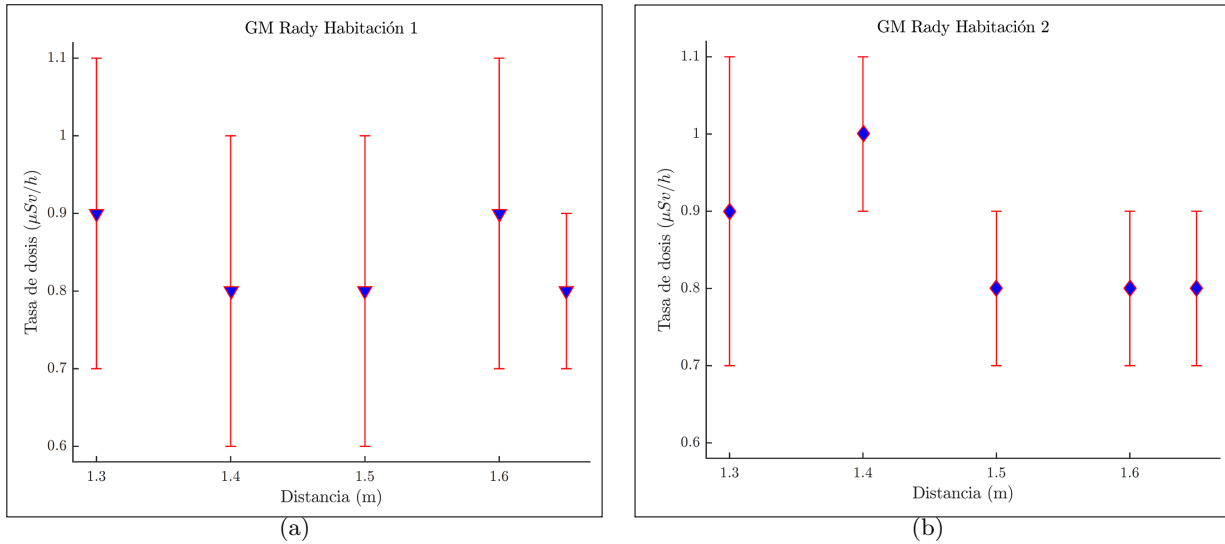 GM Rady Habitación 1
1.1
1
0.9
0.8
0.7
0.6
Tasa de dosis (μSv/h)
1.3 1.4 1.5 1.6
Distancia (m)
(a)
GM Rady Habitación 2
1.1
1
0.9
0.8
0.7
0.6
Tasa de dosis (μSv/h)
1.3 1.4 1.5 1.6
Distancia (m)
(b)